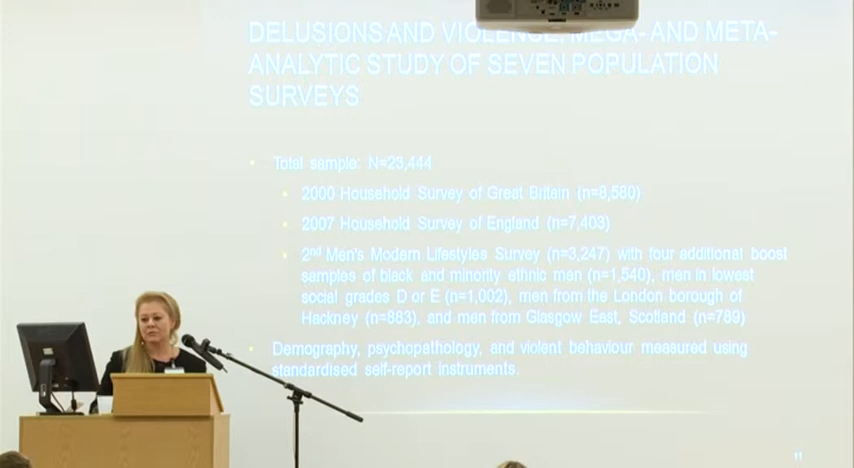 DELUSIONS AND VIOLENCE: MEGA- AND META-
ANALYTIC STUDY OF SEVEN POPULATION
SURVEYS
• Total sample: N=23,444
• 2000 Household Survey of Great Britain (n=8,580)
• 2007 Household Survey of England (n=7,403)
• 2nd Men's Modern Lifestyles Survey (n=3,247) with four additional boost
samples of black and minority ethnic men (n=1,540), men in lowest
social grades D or E (n=1,002), men from the London borough of
Hackney (n=883), and men from Glasgow East, Scotland (n=789)
• Demography, psychopathology, and violent behaviour measured using
standardised self-report instruments.
11